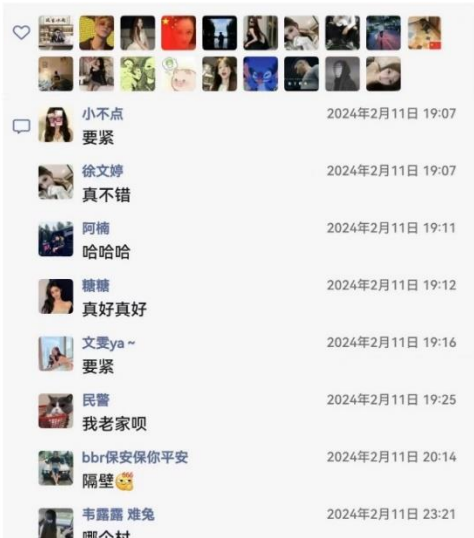 小不点 2024年2月11日 19:07
要紧
徐文婷 2024年2月11日 19:07
真不错
阿楠 2024年2月11日 19:11
哈哈哈
糖糖 2024年2月11日 19:12
真好真好
文雯ya~ 2024年2月11日 19:16
要紧
民警 2024年2月11日 19:25
我老家呗
bbr保安保你平安 2024年2月11日 20:14
隔壁
韦露露 难兔 2024年2月11日 23:21
哪个村